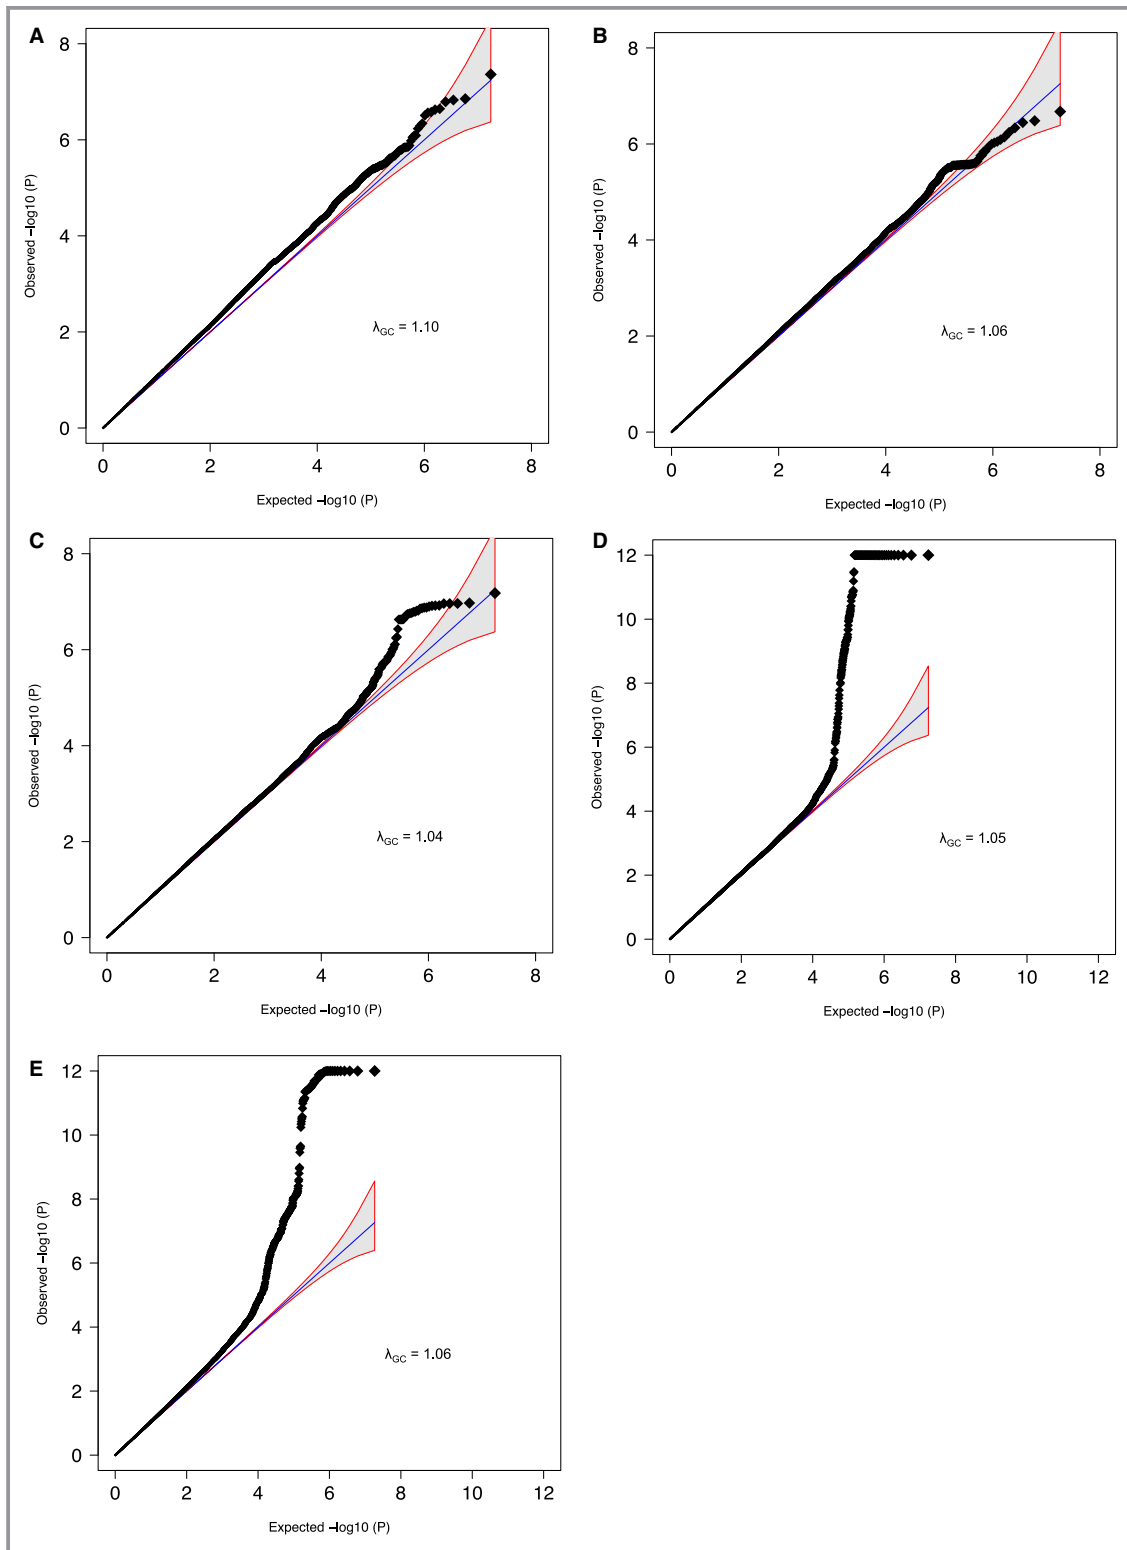 A
8
6
4
2
0
Observed −log10 (P)
λGC = 1.10
0 2 4 6 8
Expected −log10 (P)
B
8
6
4
2
0
Observed −log10 (P)
λGC = 1.06
0 2 4 6 8
Expected −log10 (P)
C
8
6
4
2
0
Observed −log10 (P)
λGC = 1.04
0 2 4 6 8
Expected −log10 (P)
D
12
10
8
6
4
2
0
Observed −log10 (P)
λGC = 1.05
0 2 4 6 8 10 12
Expected −log10 (P)
E
12
10
8
6
4
2
0
Observed −log10 (P)
λGC = 1.06
0 2 4 6 8 10 12
Expected −log10 (P)